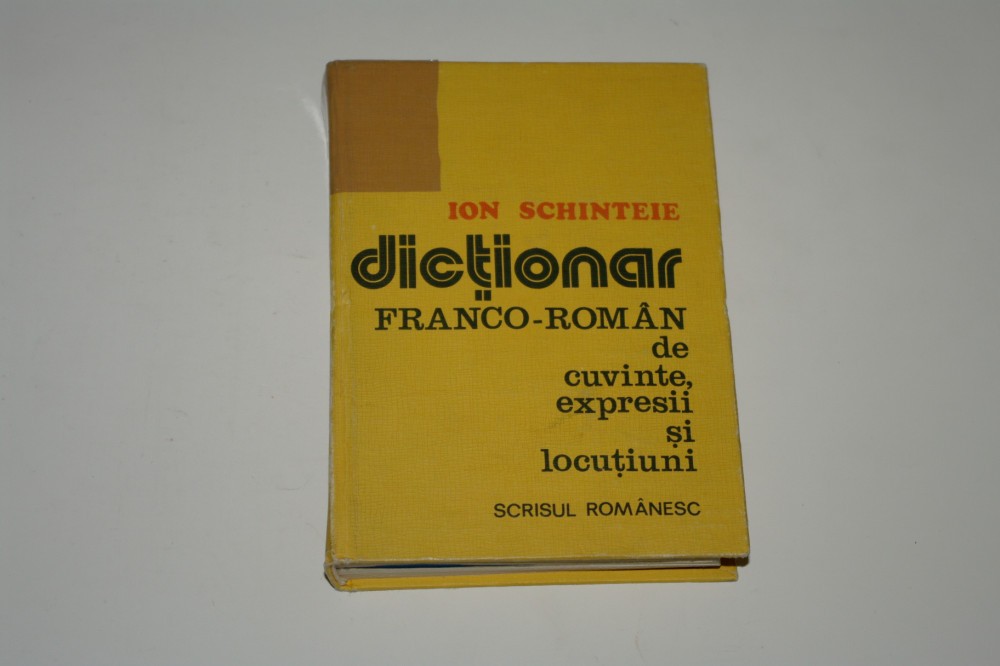 ION SCHINTEIE
dicționar
FRANCO-ROMÂN
de
cuvinte,
expresii
și
locuțiuni
SCRISUL ROMÂNESC